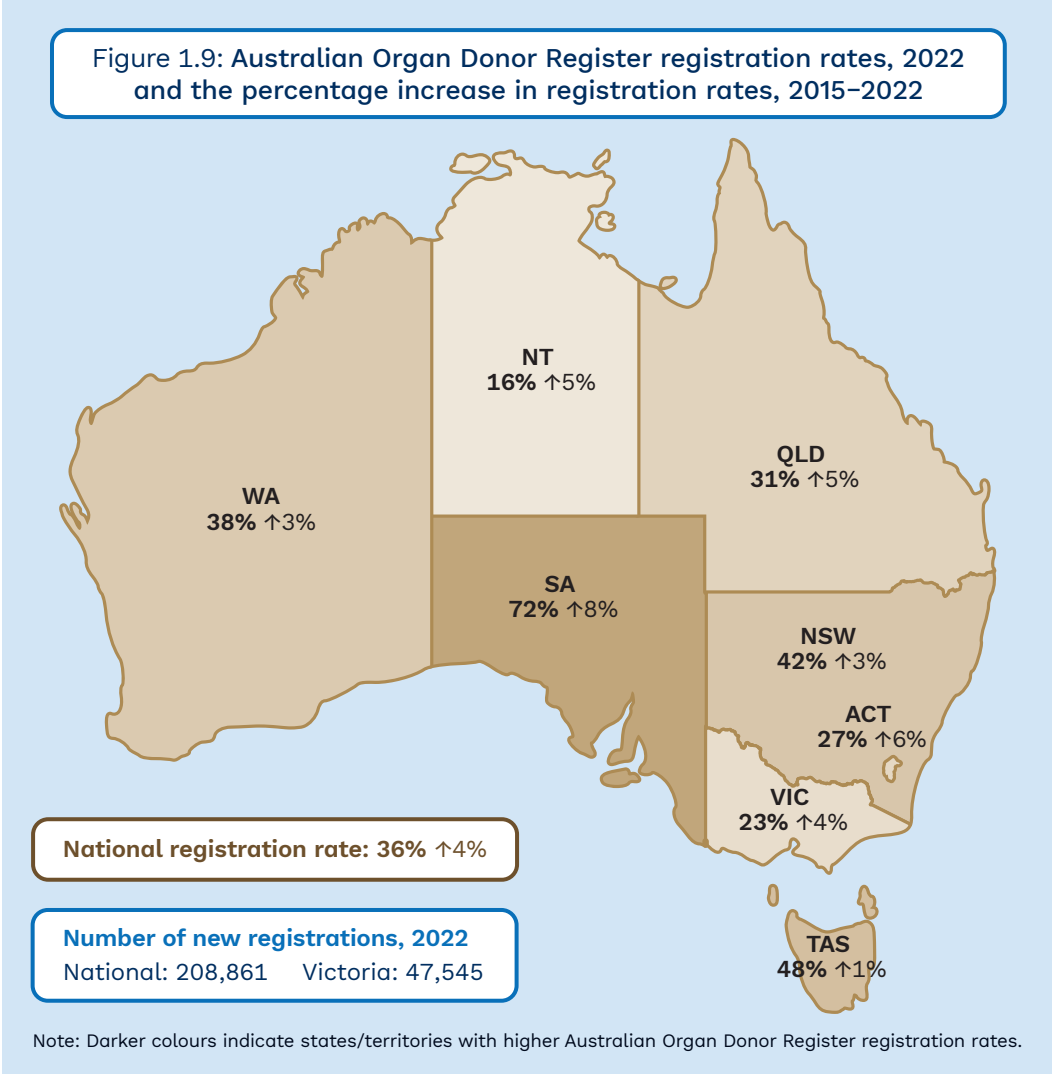 Figure 1.9: Australian Organ Donor Register registration rates, 2022
and the percentage increase in registration rates, 2015–2022
NT
16% ↑5%
QLD
31% ↑5%
WA
38% ↑3%
SA
72% ↑8%
NSW
42% ↑3%
ACT
27% ↑6%
VIC
23% ↑4%
National registration rate: 36% ↑4%
Number of new registrations, 2022
National: 208,861 Victoria: 47,545
TAS
48% ↑1%
Note: Darker colours indicate states/territories with higher Australian Organ Donor Register registration rates.